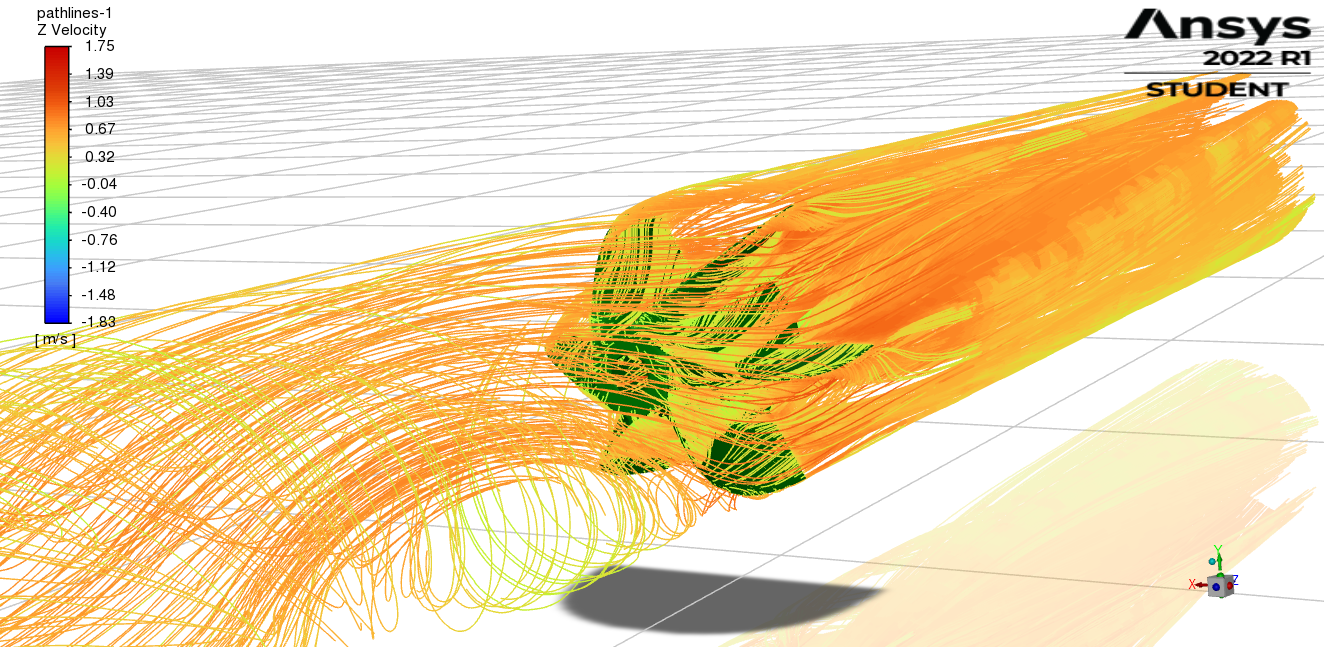 pathlines-1
Z Velocity
1.75
1.39
1.03
0.67
0.32
-0.04
-0.40
-0.76
-1.12
-1.48
-1.83
[ m/s ]
Ansys
2022 R1
STUDENT
Y
X
Z